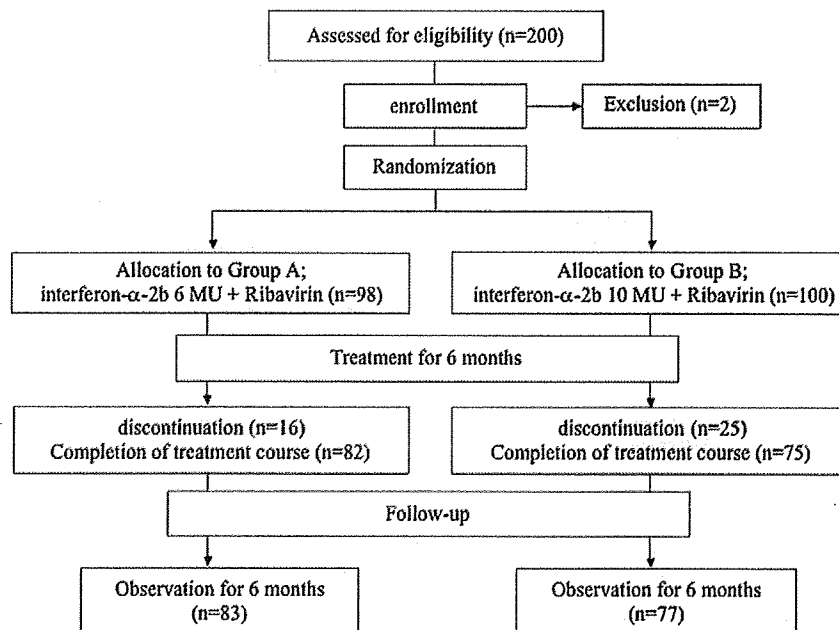 Assessed for eligibility (n=200)
enrollment
Exclusion (n=2)
Randomization
Allocation to Group A;
interferon-α-2b 6 MU + Ribavirin (n=98)
Allocation to Group B;
interferon-α-2b 10 MU + Ribavirin (n=100)
Treatment for 6 months
discontinuation (n=16)
Completion of treatment course (n=82)
discontinuation (n=25)
Completion of treatment course (n=75)
Follow-up
Observation for 6 months
(n=83)
Observation for 6 months
(n=77)